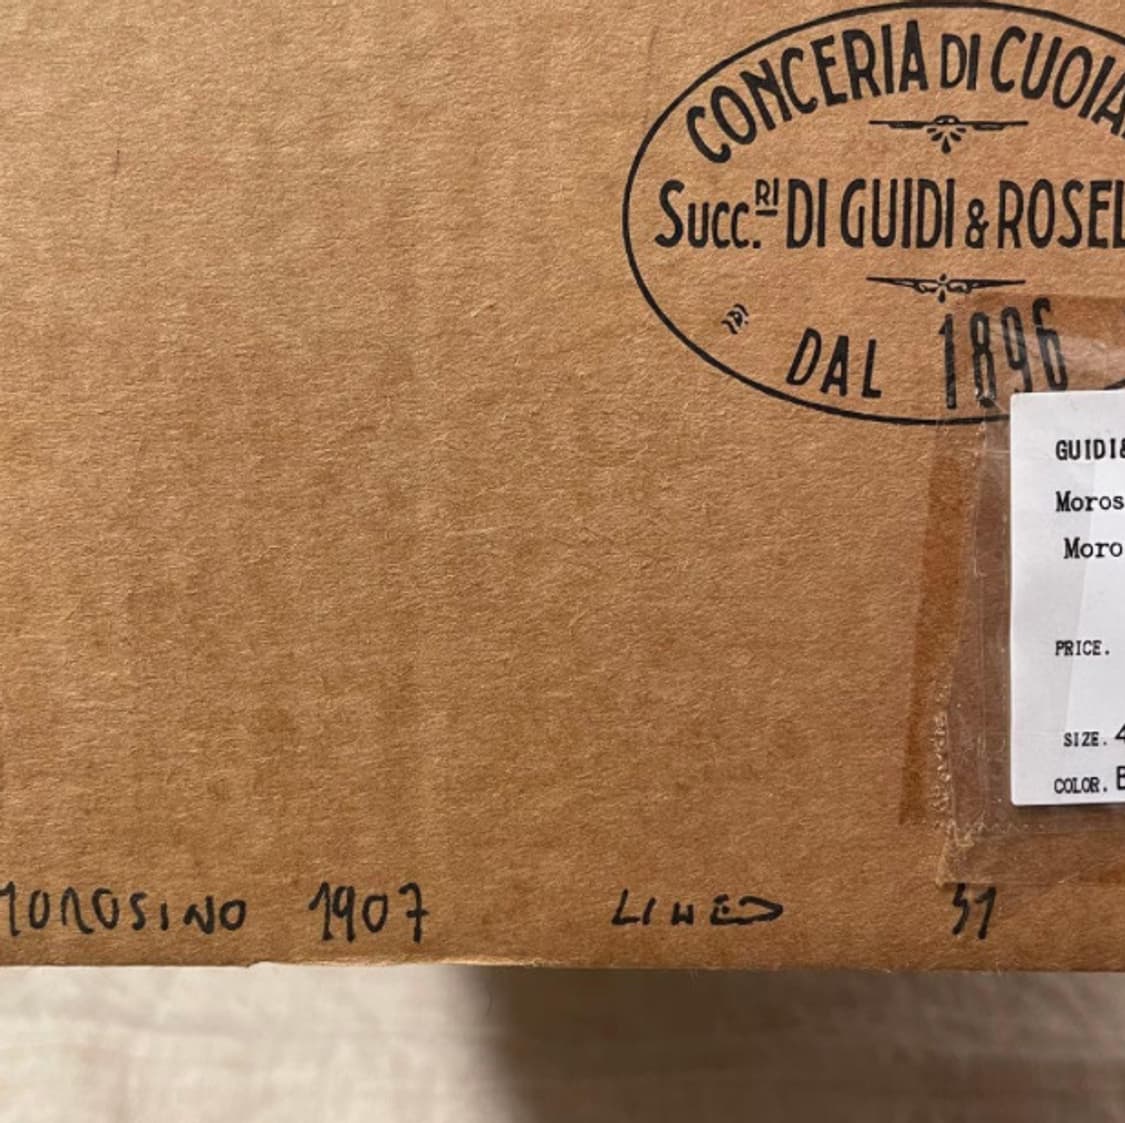 CONCERIA DI CUOIA
Succ.RI DI GUIDI & ROSEL
DAL 1896
GUIDI&
Moros
Moro
PRICE.
SIZE. 4
COLOR. B
MOROSINO 1907 LINED 41